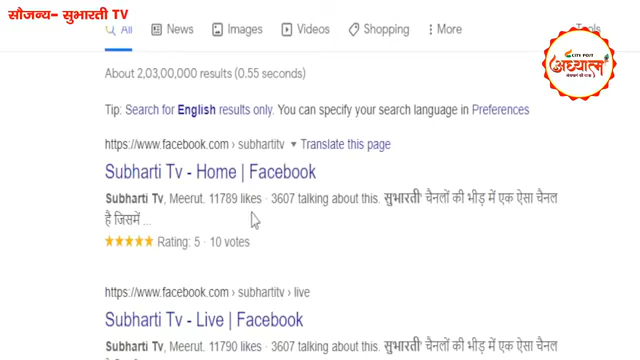 सौजन्य– सुभारती TV
All News Images Videos Shopping More Tools
CITY POST
अध्यात्म
About 2,03,00,000 results (0.55 seconds)
Tip: Search for English results only. You can specify your search language in Preferences
https://www.facebook.com › subhartitv Translate this page
Subharti Tv - Home | Facebook
Subharti Tv, Meerut. 11789 likes · 3607 talking about this. सुभारती' चैनलों की भीड़ में एक ऐसा चैनल
है जिसमें ...
Rating: 5 · 10 votes
https://www.facebook.com › subhartitv › live
Subharti Tv - Live | Facebook
Subharti Tv, Meerut. 11790 likes · 3607 talking about this. सुभारती' चैनलों की भीड़ में एक ऐसा चैनल